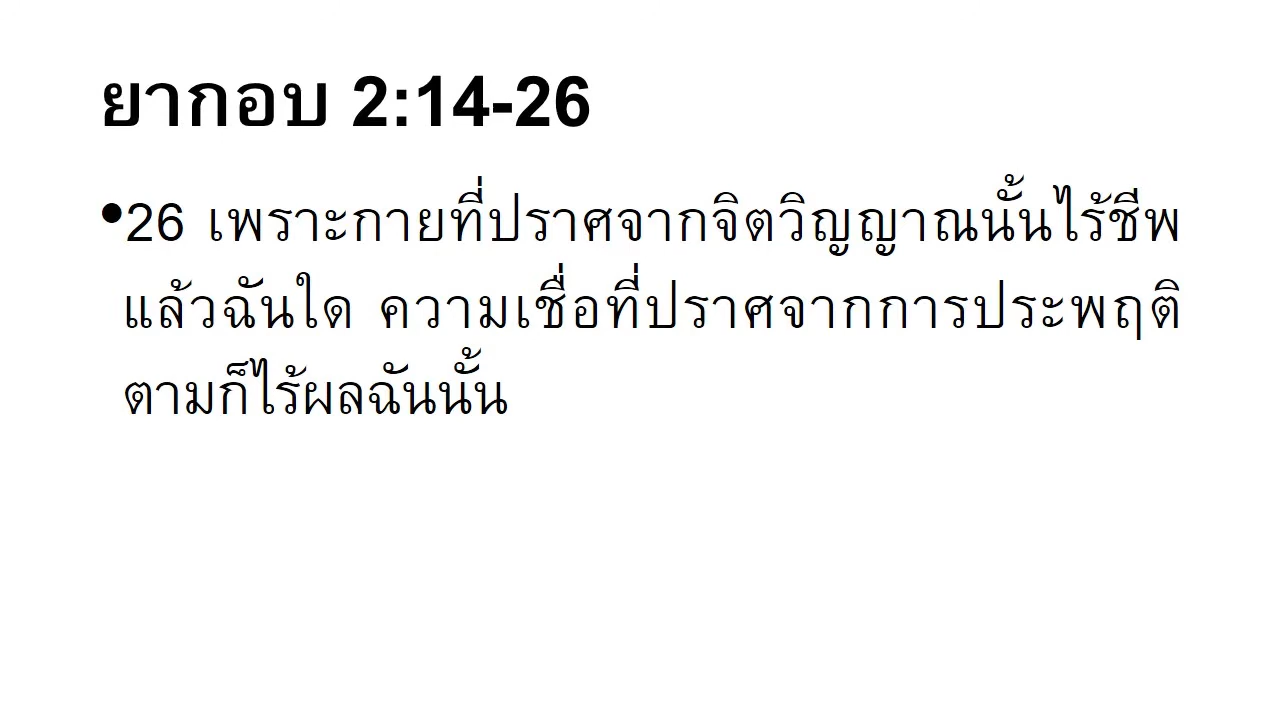 ยากอบ 2:14-26
•26 เพราะกายที่ปราศจากจิตวิญญาณนั้นไร้ชีพ
แล้วฉันใด ความเชื่อที่ปราศจากการประพฤติ
ตามก็ไร้ผลฉันนั้น